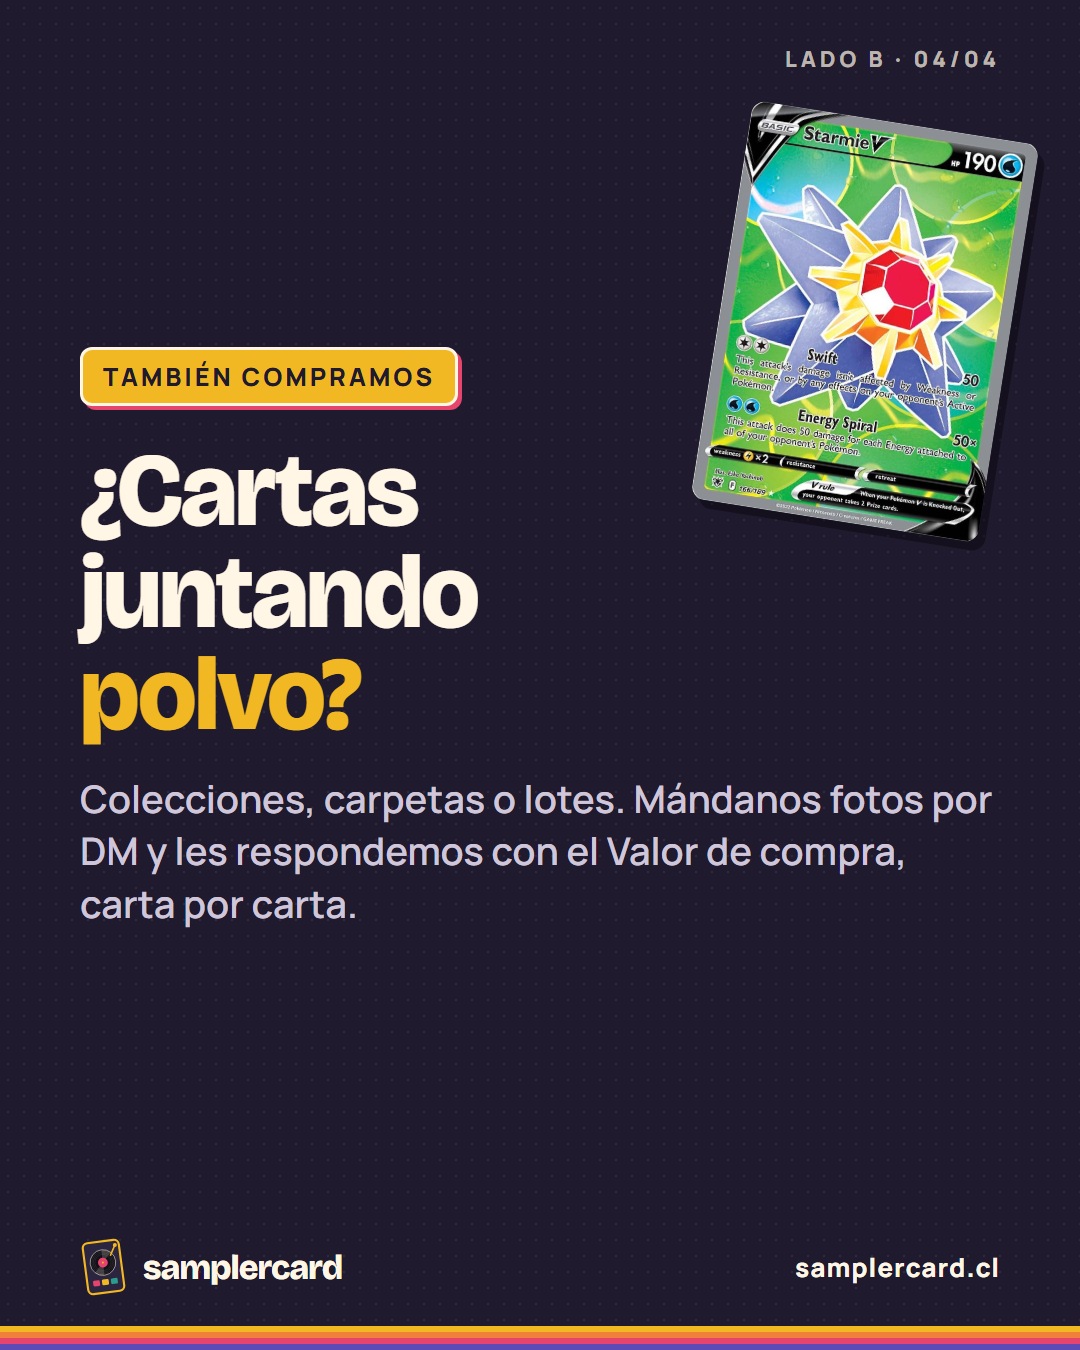 LADO B · 04/04
BASIC StarmieV HP 190
Swift 50
This attack's damage isn't affected by Weakness or
Resistance, or by any effects on your opponent's Active
Pokémon.
Energy Spiral 50×
This attack does 50 damage for each Energy attached to
all of your opponent's Pokémon.
weakness ×2 resistance retreat
V rule When your Pokémon V is Knocked Out,
your opponent takes 2 Prize cards.
166/189
TAMBIÉN COMPRAMOS
¿Cartas
juntando
polvo?
Colecciones, carpetas o lotes. Mándanos fotos por
DM y les respondemos con el Valor de compra,
carta por carta.
samplercard
samplercard.cl